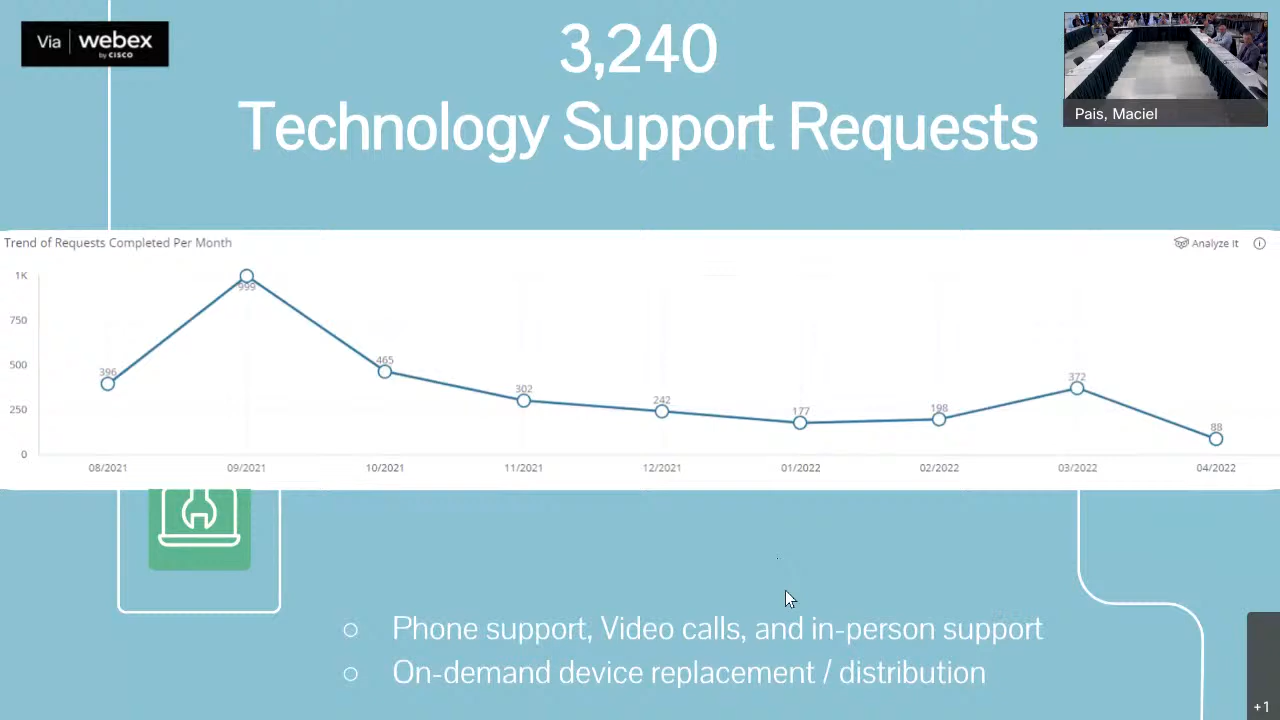 Via webex
by CISCO
3,240
Technology Support Requests
Pais, Maciel
Trend of Requests Completed Per Month
Analyze It
1K
750
500
250
0
396
999
465
302
242
177
198
372
88
08/2021 09/2021 10/2021 11/2021 12/2021 01/2022 02/2022 03/2022 04/2022
○ Phone support, Video calls, and in-person support
○ On-demand device replacement / distribution
+1